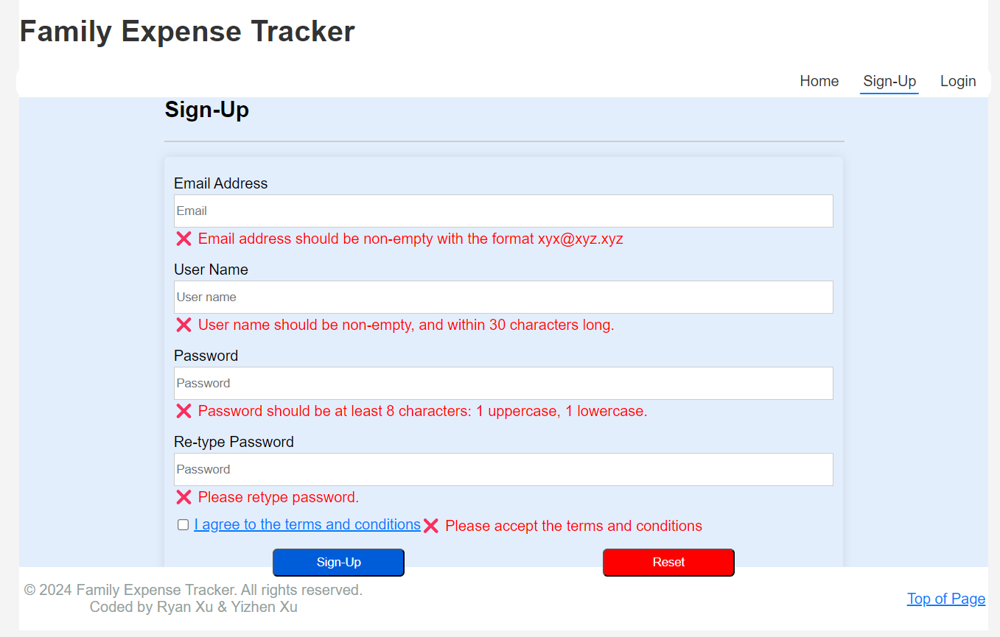 Family Expense Tracker
Home Sign-Up Login
Sign-Up
Email Address
Email
❌ Email address should be non-empty with the format xyx@xyz.xyz
User Name
User name
❌ User name should be non-empty, and within 30 characters long.
Password
Password
❌ Password should be at least 8 characters: 1 uppercase, 1 lowercase.
Re-type Password
Password
❌ Please retype password.
I agree to the terms and conditions ❌ Please accept the terms and conditions
Sign-Up Reset
© 2024 Family Expense Tracker. All rights reserved.
Coded by Ryan Xu & Yizhen Xu
Top of Page